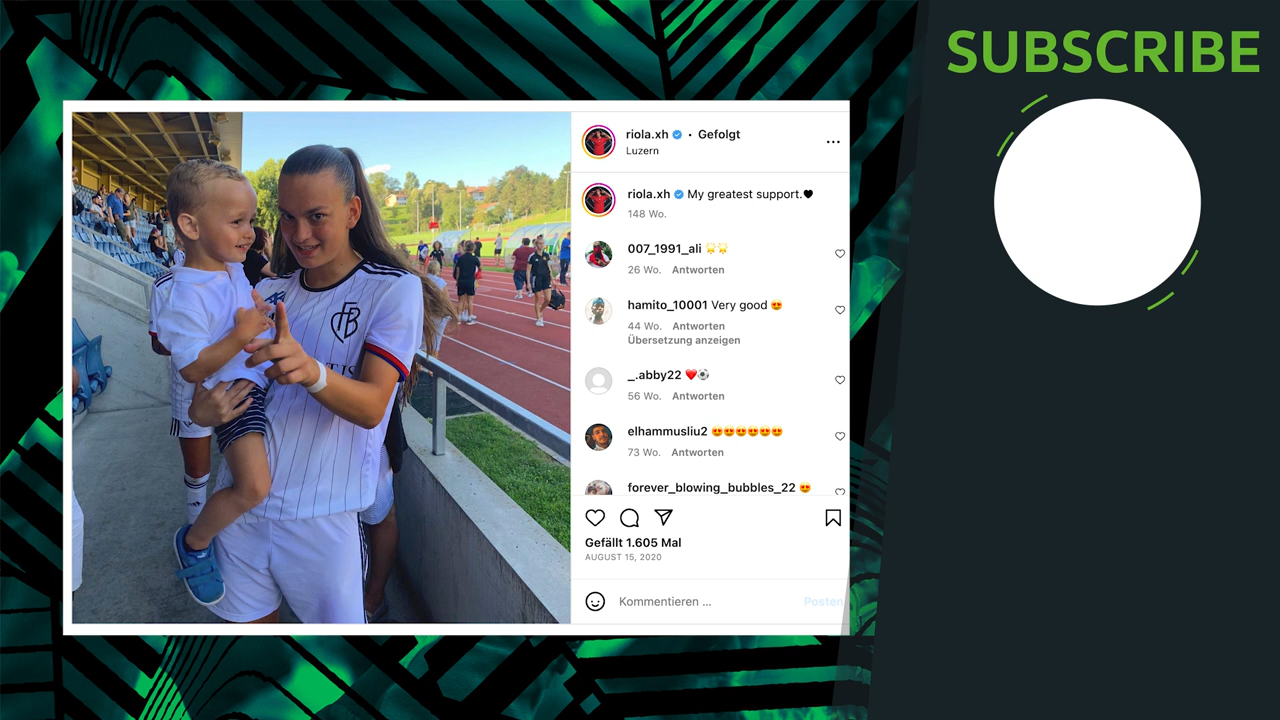 SUBSCRIBE
riola.xh • Gefolgt
Luzern
riola.xh My greatest support.🖤
148 Wo.
007_1991_ali 💥💥
26 Wo. Antworten
hamito_10001 Very good 😍
44 Wo. Antworten
Übersetzung anzeigen
_.abby22 ❤️⚽
56 Wo. Antworten
elhammusliu2 😍😍😍😍😍😍
73 Wo. Antworten
forever_blowing_bubbles_22 😍
Gefällt 1.605 Mal
AUGUST 15, 2020
Kommentieren ...
Posten
FCB